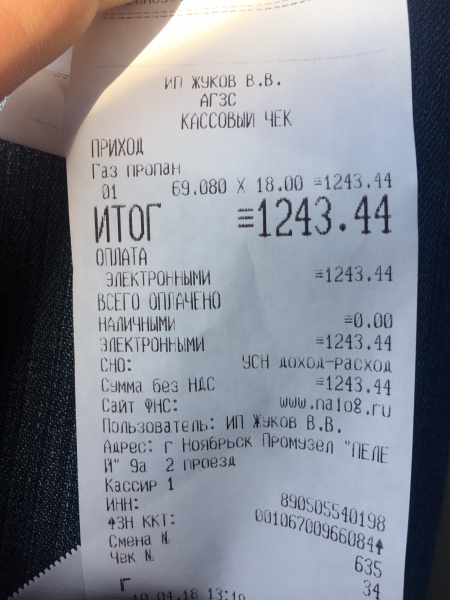 ИП ЖУКОВ В.В.
АГЗС
КАССОВЫЙ ЧЕК
ПРИХОД
Газ пропан
01 69.080 X 18.00 ≡1243.44
ИТОГ ≡1243.44
ОПЛАТА
ЭЛЕКТРОННЫМИ ≡1243.44
ВСЕГО ОПЛАЧЕНО
НАЛИЧНЫМИ ≡0.00
ЭЛЕКТРОННЫМИ ≡1243.44
СНО: УСН доход-расход
Сумма без НДС ≡1243.44
Сайт ФНС: www.nalog.ru
Пользователь: ИП ЖУКОВ В.В.
Адрес: г Ноябрьск Промузел "ПЕЛЕ
Й" 9а 2 проезд
Кассир 1
ИНН: 890505540198
ФЗН ККТ: 00106700966084↑
Смена № 635
Чек № 34